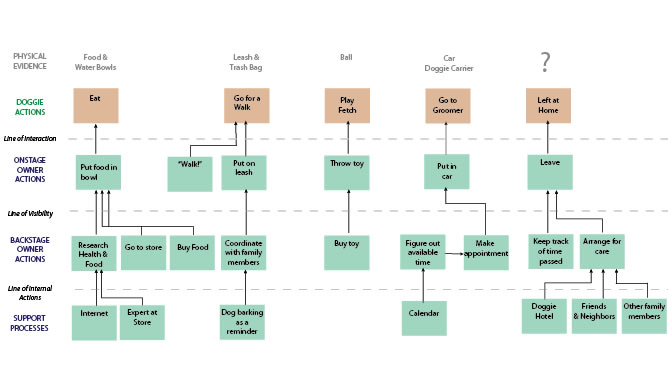 PHYSICAL
EVIDENCE
Food &
Water Bowls
Leash &
Trash Bag
Ball
Car
Doggie Carrier
?
DOGGIE
ACTIONS
Eat
Go for a
Walk
Play
Fetch
Go to
Groomer
Left at
Home
Line of Interaction
ONSTAGE
OWNER
ACTIONS
Put food in
bowl
"Walk!"
Put on
leash
Throw toy
Put in
car
Leave
Line of Visibility
BACKSTAGE
OWNER
ACTIONS
Research
Health &
Food
Go to store
Buy Food
Coordinate
with family
members
Buy toy
Figure out
available
time
Make
appointment
Keep track
of time
passed
Arrange for
care
Line of Internal
Actions
SUPPORT
PROCESSES
Internet
Expert at
Store
Dog barking
as a
reminder
Calendar
Doggie
Hotel
Friends
& Neighbors
Other family
members